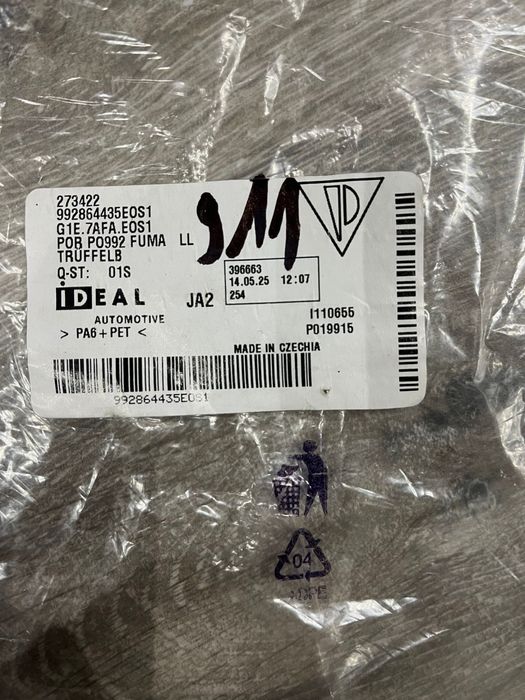 273422
992864435EOS1
G1E.7AFA.EOS1
POR PO992 FUMA LL
TRÜFFELB
Q-ST: 01S
911
396663
14.05.25 12:07
254
IDEAL
AUTOMOTIVE
JA2
> PA6+PET <
I110655
P019915
MADE IN CZECHIA
992864435EOS1
04